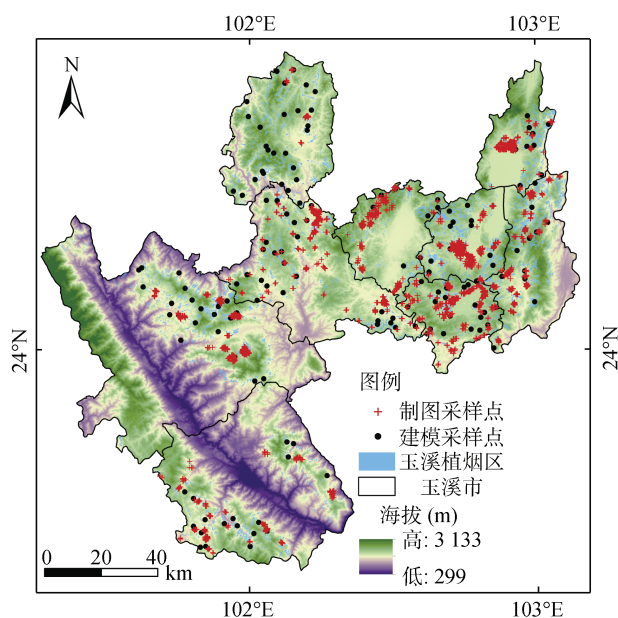 102°E
103°E
N
24°N
24°N
图例
制图采样点
建模采样点
玉溪植烟区
玉溪市
海拔 (m)
高: 3 133
低: 299
0 20 40
km
102°E
103°E